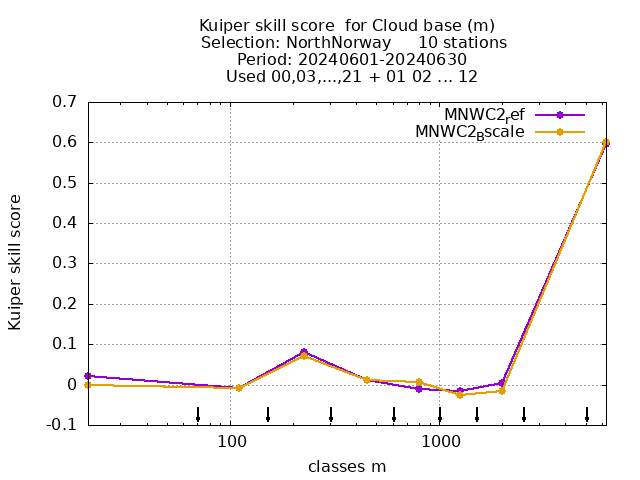 Kuiper skill score  for Cloud base (m)
Selection: NorthNorway     10 stations
Period: 20240601-20240630
Used 00,03,...,21 + 01 02 ... 12
MNWC2ref
MNWC2Bscale
0.7
0.6
0.5
0.4
0.3
0.2
0.1
0
-0.1
Kuiper skill score
100
1000
classes m